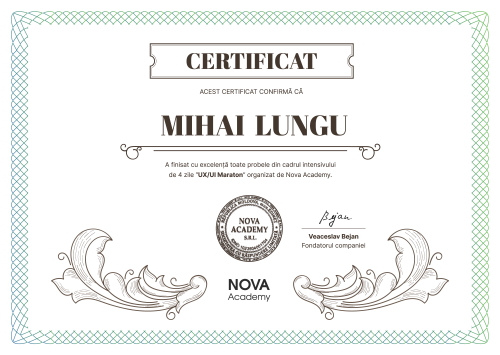 CERTIFICAT
ACEST CERTIFICAT CONFIRMĂ CĂ
MIHAI LUNGU
A finisat cu excelență toate probele din cadrul intensivului
de 4 zile "UX/UI Maraton" organizat de Nova Academy.
NOVA
ACADEMY
S.R.L.
Bejan
Veaceslav Bejan
Fondatorul companiei
NOVA
Academy